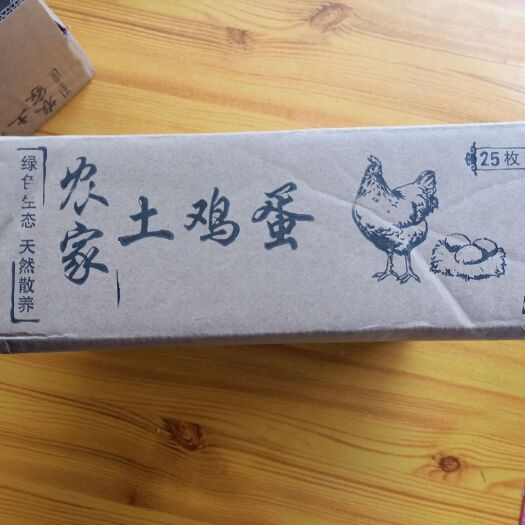 绿色生态 天然散养
农家
土鸡蛋
25枚